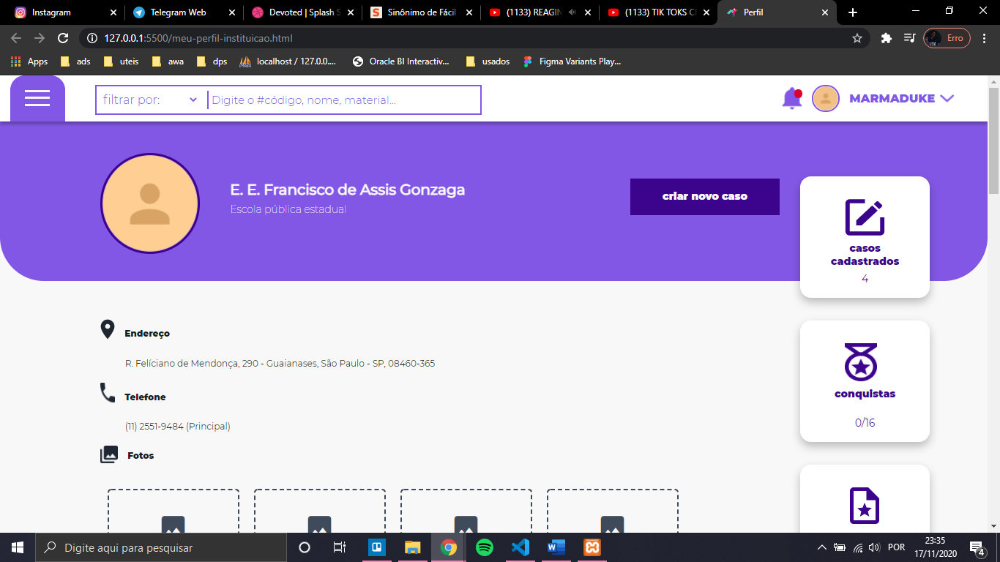 Instagram
Telegram Web
Devoted | Splash S
Sinônimo de Fácil
(1133) REAGIN
(1133) TIK TOKS C
Perfil
127.0.0.1:5500/meu-perfil-instituicao.html
Erro
Apps
ads
uteis
awa
dps
localhost / 127.0.0....
Oracle BI Interactiv...
usados
Figma Variants Play...
filtrar por:
Digite o #código, nome, material...
MARMADUKE
E. E. Francisco de Assis Gonzaga
Escola pública estadual
criar novo caso
casos
cadastrados
4
Endereço
R. Felíciano de Mendonça, 290 - Guaianases, São Paulo - SP, 08460-365
Telefone
(11) 2551-9484 (Principal)
Fotos
conquistas
0/16
Digite aqui para pesquisar
POR
23:35
17/11/2020
4